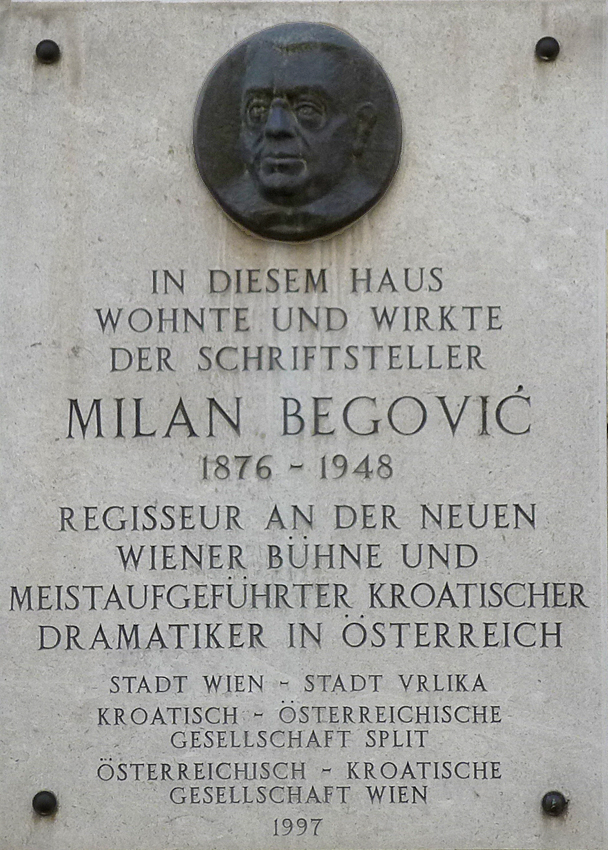 IN DIESEM HAUS
WOHNTE UND WIRKTE
DER SCHRIFTSTELLER
MILAN BEGOVIĆ
1876 - 1948
REGISSEUR AN DER NEUEN
WIENER BÜHNE UND
MEISTAUFGEFÜHRTER KROATISCHER
DRAMATIKER IN ÖSTERREICH
STADT WIEN - STADT VRLIKA
KROATISCH - ÖSTERREICHISCHE
GESELLSCHAFT SPLIT
ÖSTERREICHISCH - KROATISCHE
GESELLSCHAFT WIEN
1997